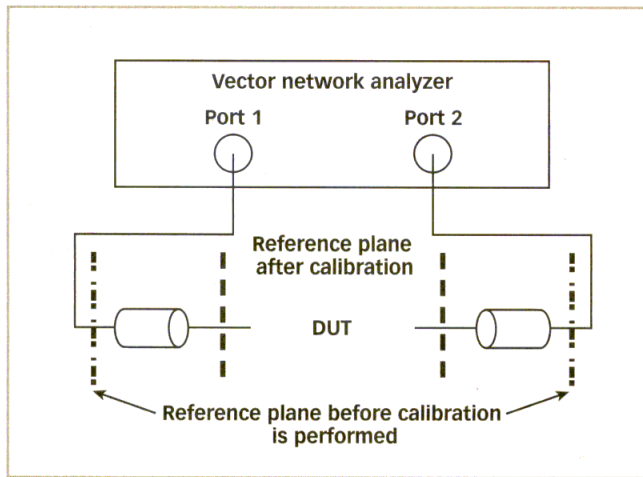 Vector network analyzer
Port 1
Port 2
Reference plane
after calibration
DUT
Reference plane before calibration
is performed